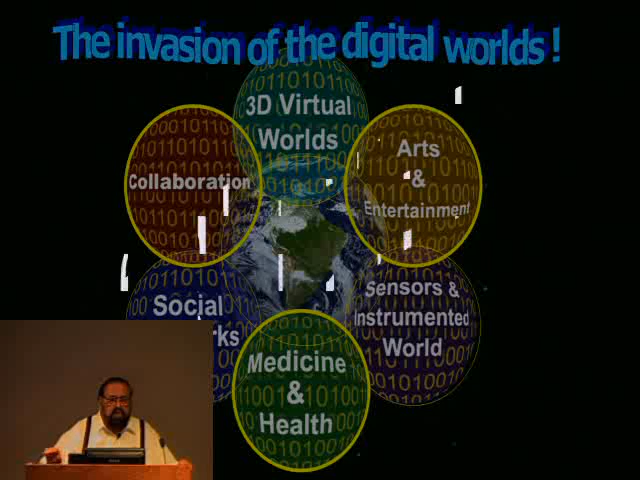 The invasion of the digital worlds !
3D Virtual
Worlds
Collaboration
Arts
&
Entertainment
Social
Sensors &
Instrumented
World
Medicine
&
Health